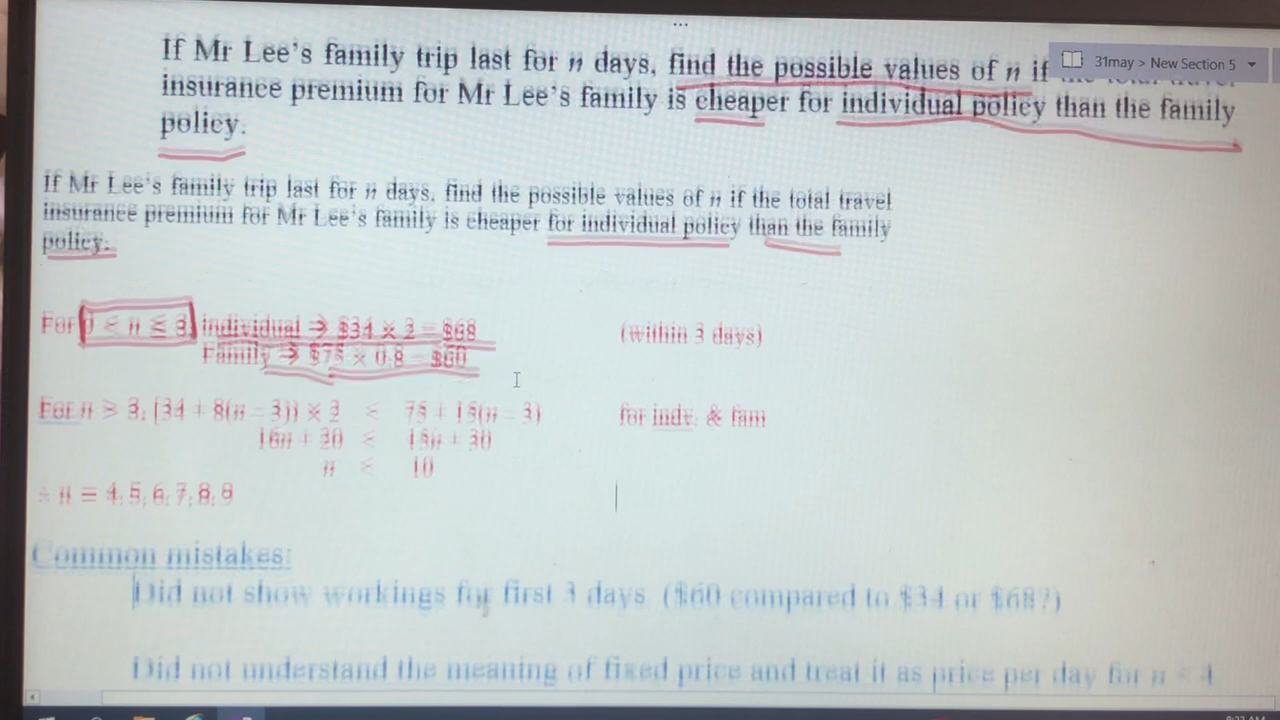 If Mr Lee's family trip last for n days, find the possible values of n if
31may > New Section 5
insurance premium for Mr Lee's family is cheaper for individual policy than the family
policy.
If Mr Lee's family trip last for n days, find the possible values of n if the total travel
insurance premium for Mr Lee's family is cheaper for individual policy than the family
policy.
For 0 < n ≤ 3, individual → $34 × 2 = $68 (within 3 days)
Family → $75 × 0.8 = $60
For n > 3, [34 + 8(n − 3)] × 2 < 75 + 15(n − 3) for indv. & fam
16n + 20 < 15n + 30
n < 10
∴ n = 4, 5, 6, 7, 8, 9
Common mistakes:
Did not show workings for first 3 days ($60 compared to $34 or $68?)
Did not understand the meaning of fixed price and treat it as price per day for n < 4